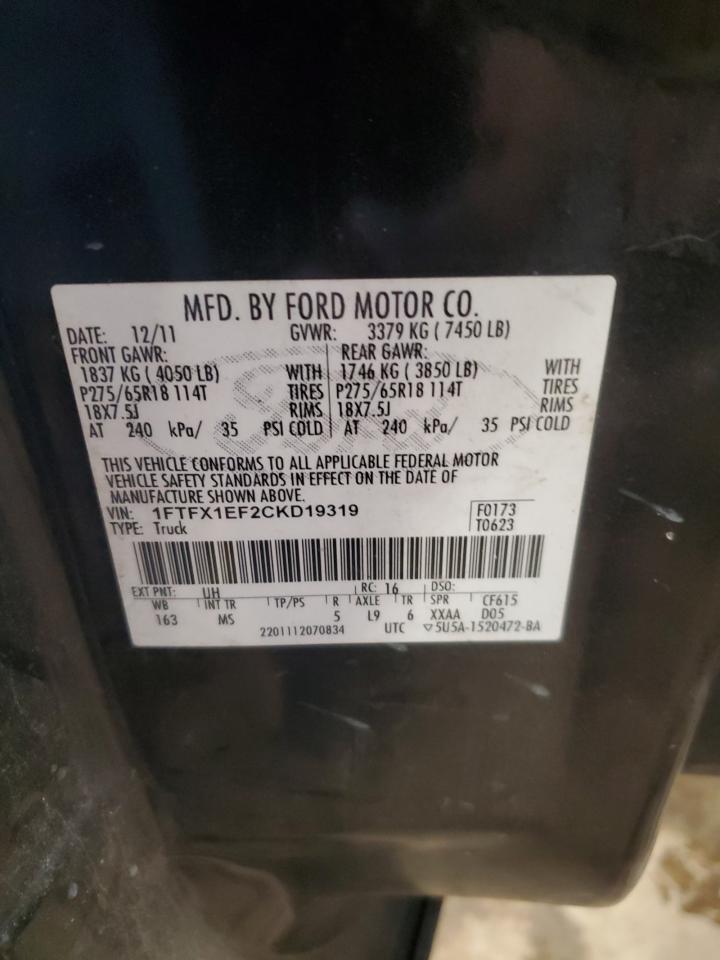 MFD. BY FORD MOTOR CO.
DATE: 12/11 GVWR: 3379 KG ( 7450 LB)
FRONT GAWR: REAR GAWR:
1837 KG ( 4050 LB) WITH 1746 KG ( 3850 LB) WITH
P275/65R18 114T TIRES P275/65R18 114T TIRES
18X7.5J RIMS 18X7.5J RIMS
AT 240 kPa/ 35 PSI COLD AT 240 kPa/ 35 PSI COLD
THIS VEHICLE CONFORMS TO ALL APPLICABLE FEDERAL MOTOR
VEHICLE SAFETY STANDARDS IN EFFECT ON THE DATE OF
MANUFACTURE SHOWN ABOVE.
VIN: 1FTFX1EF2CKD19319 F0173
TYPE: Truck T0623
EXT PNT: UH RC: 16 DSO:
WB INT TR TP/PS R AXLE TR SPR CF615
163 MS 5 L9 6 XXAA D05
2201112070834 UTC ▽5U5A-1520472-BA